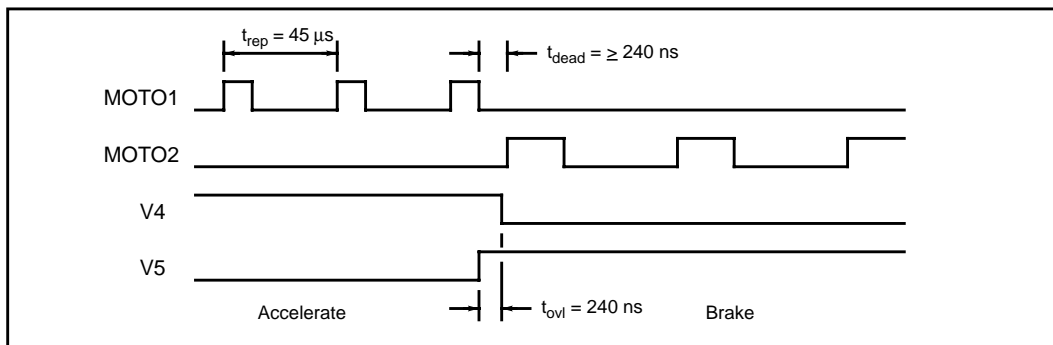 t_rep = 45 µs
t_dead = ≥ 240 ns
MOTO1
MOTO2
V4
V5
Accelerate
t_ovl = 240 ns
Brake